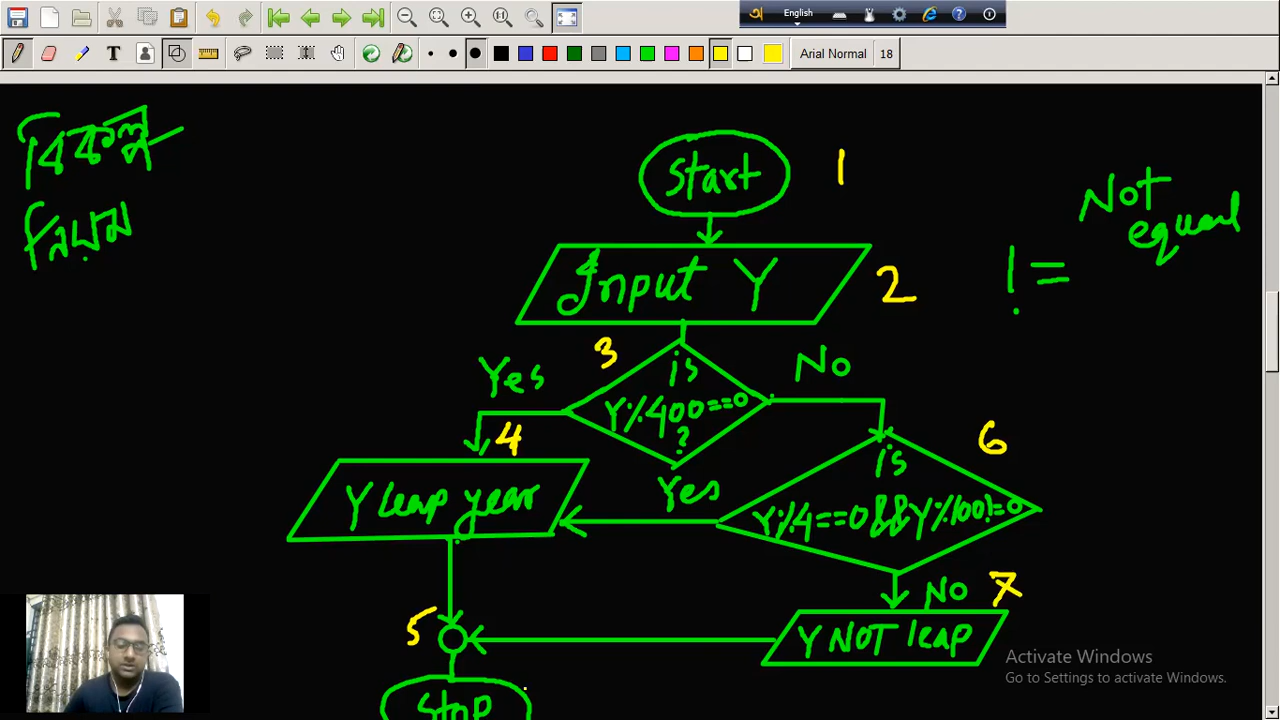 English
Arial Normal 18
বিকল্প
নিয়ম
Start
1
Not
equal
!=
Input Y
2
3
Yes
is
Y%400==0
?
No
4
Y leap year
Yes
6
is
Y%4==0&&Y%100!=0
No
7
5
Y NOT leap
Stop
Activate Windows
Go to Settings to activate Windows.